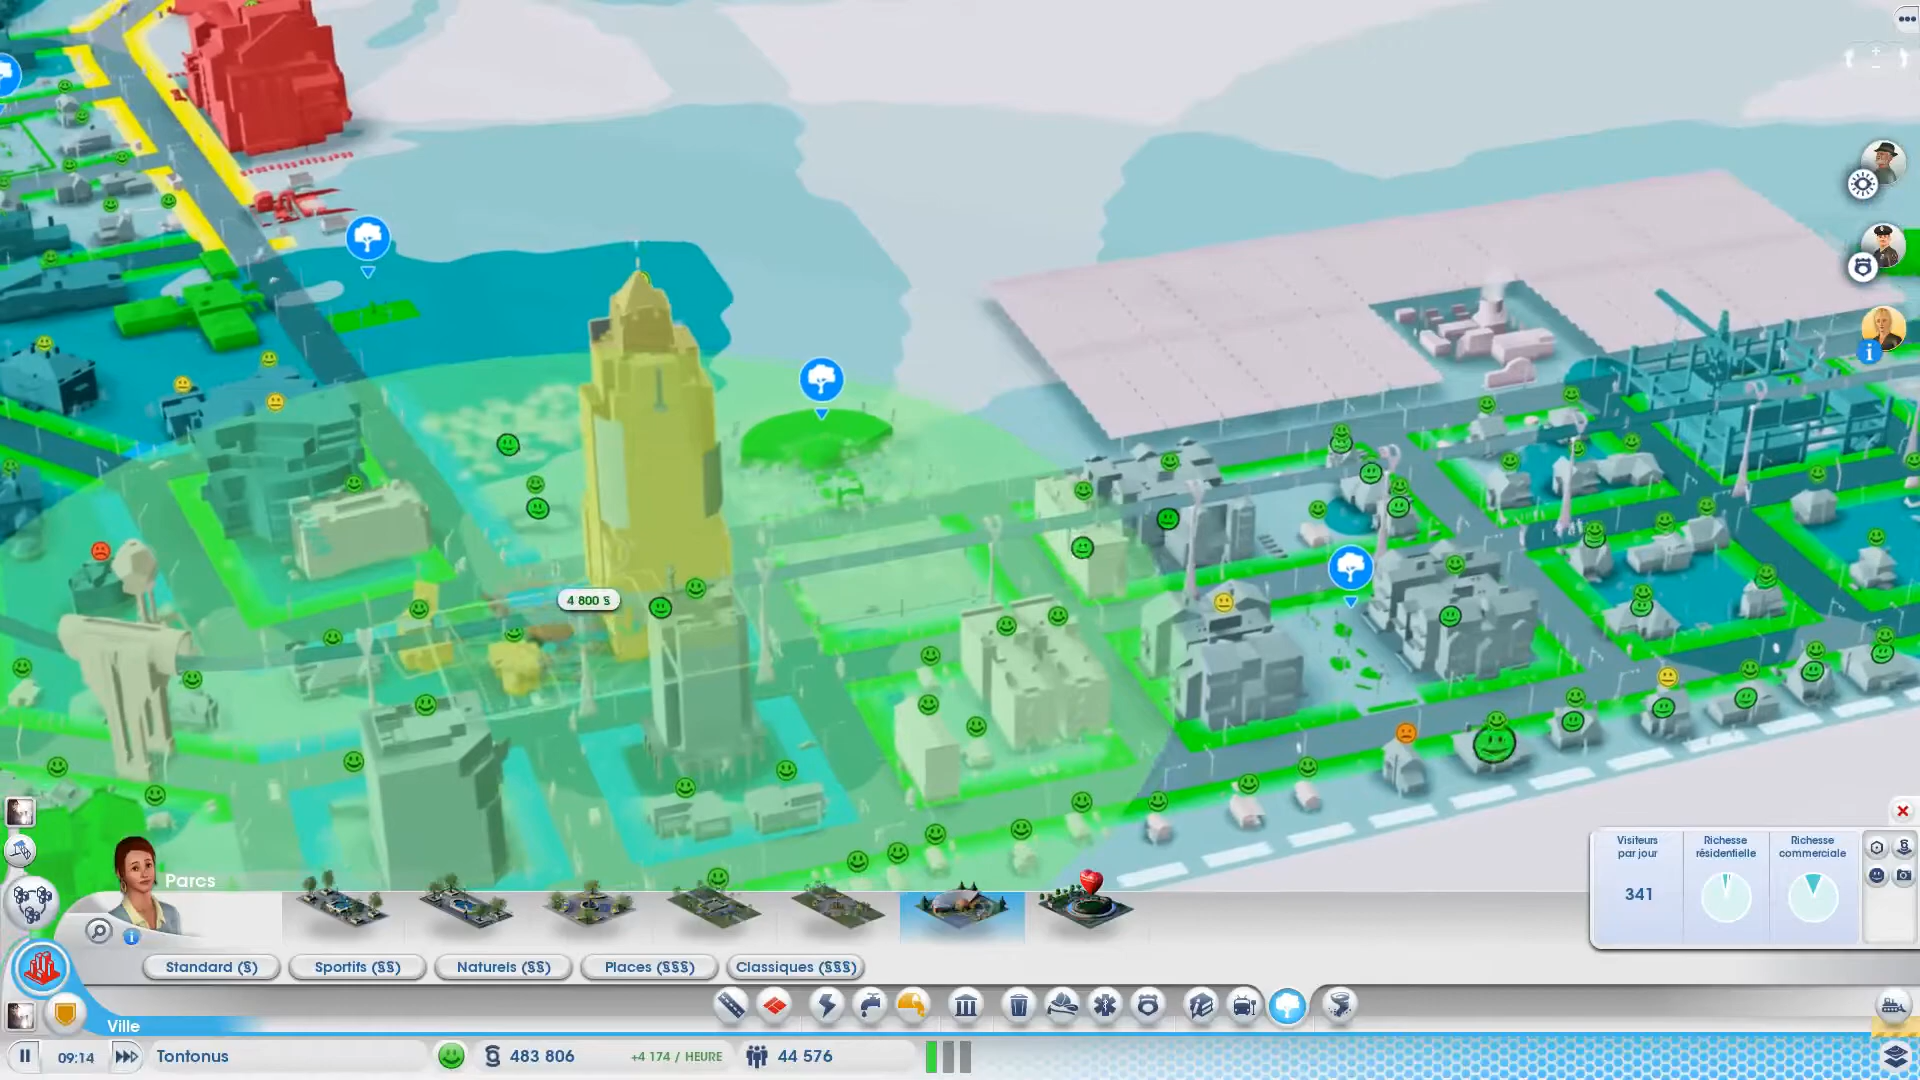 4 800 §
Visiteurs
par jour
341
Richesse
résidentielle
Richesse
commerciale
Parcs
Standard (§)
Sportifs (§§)
Naturels (§§)
Places (§§§)
Classiques (§§§)
Ville
09:14
Tontonus
483 806
+4 174 / HEURE
44 576